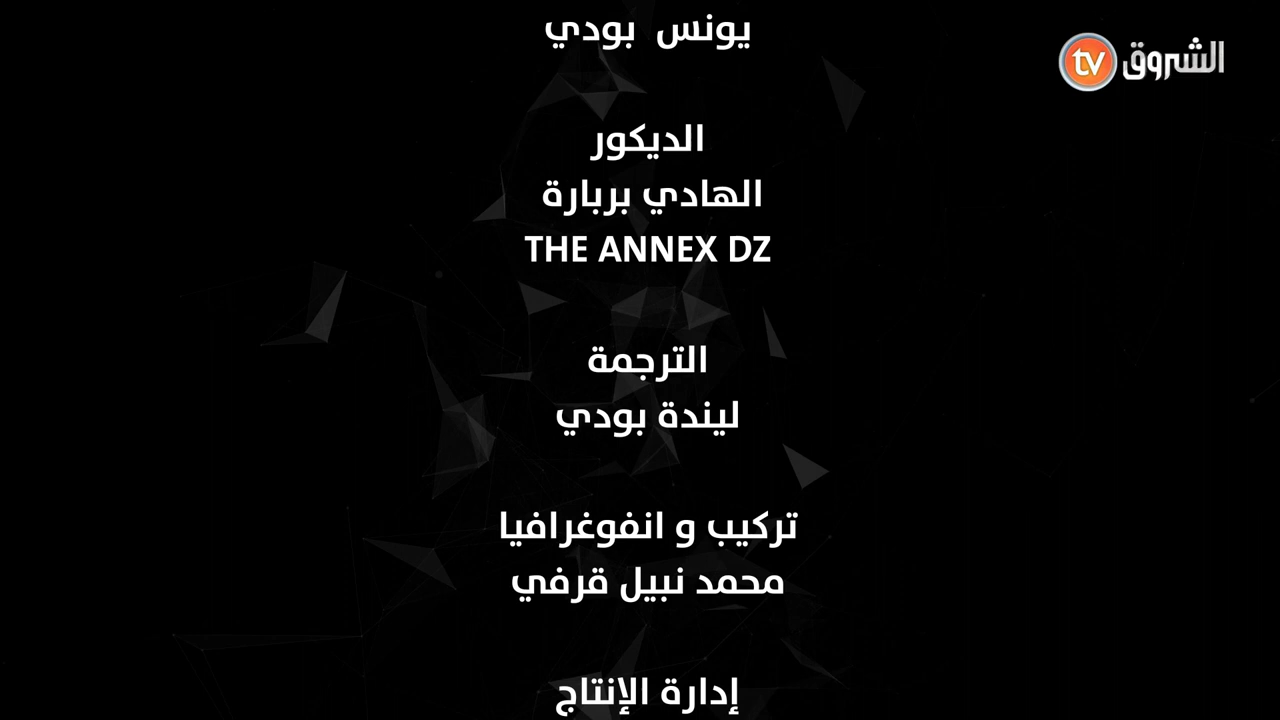 يونس بودي
الشروق tv
الديكور
الهادي بربارة
THE ANNEX DZ
الترجمة
ليندة بودي
تركيب و انفوغرافيا
محمد نبيل قرفي
إدارة الإنتاج